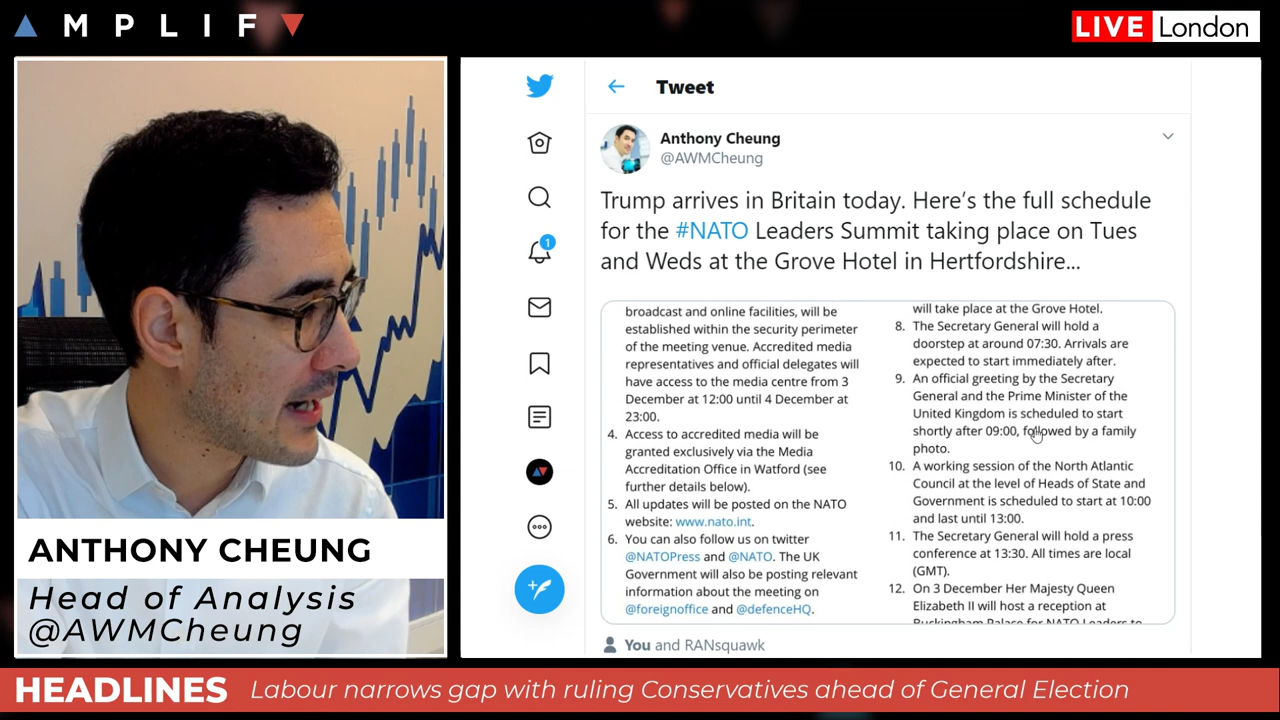 AMPLIFY
LIVE London
Tweet
Anthony Cheung
@AWMCheung
Trump arrives in Britain today. Here's the full schedule
for the #NATO Leaders Summit taking place on Tues
and Weds at the Grove Hotel in Hertfordshire...
1
broadcast and online facilities, will be
established within the security perimeter
of the meeting venue. Accredited media
representatives and official delegates will
have access to the media centre from 3
December at 12:00 until 4 December at
23:00.
4. Access to accredited media will be
granted exclusively via the Media
Accreditation Office in Watford (see
further details below).
5. All updates will be posted on the NATO
website: www.nato.int.
6. You can also follow us on twitter
@NATOPress and @NATO. The UK
Government will also be posting relevant
information about the meeting on
@foreignoffice and @defenceHQ.
will take place at the Grove Hotel.
8. The Secretary General will hold a
doorstep at around 07:30. Arrivals are
expected to start immediately after.
9. An official greeting by the Secretary
General and the Prime Minister of the
United Kingdom is scheduled to start
shortly after 09:00, followed by a family
photo.
10. A working session of the North Atlantic
Council at the level of Heads of State and
Government is scheduled to start at 10:00
and last until 13:00.
11. The Secretary General will hold a press
conference at 13:30. All times are local
(GMT).
12. On 3 December Her Majesty Queen
Elizabeth II will host a reception at
Buckingham Palace for NATO Leaders to
You and RANsquawk
ANTHONY CHEUNG
Head of Analysis
@AWMCheung
HEADLINES Labour narrows gap with ruling Conservatives ahead of General Election